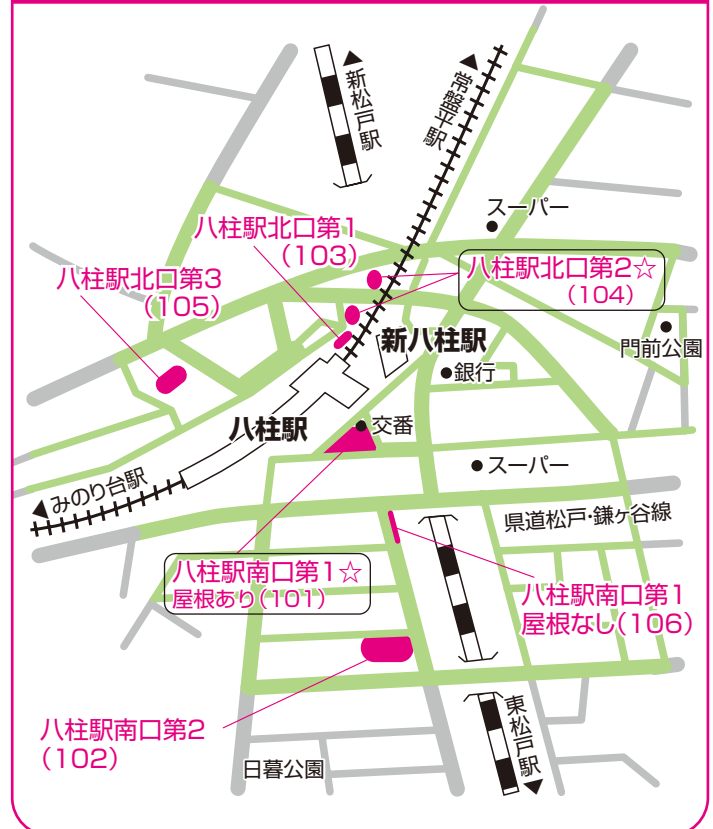 新松戸駅
常盤平駅
スーパー
八柱駅北口第1
(103)
八柱駅北口第2☆
(104)
八柱駅北口第3
(105)
門前公園
新八柱駅
銀行
八柱駅
交番
スーパー
みのり台駅
県道松戸・鎌ヶ谷線
八柱駅南口第1☆
屋根あり(101)
八柱駅南口第1
屋根なし(106)
八柱駅南口第2
(102)
日暮公園
東松戸駅